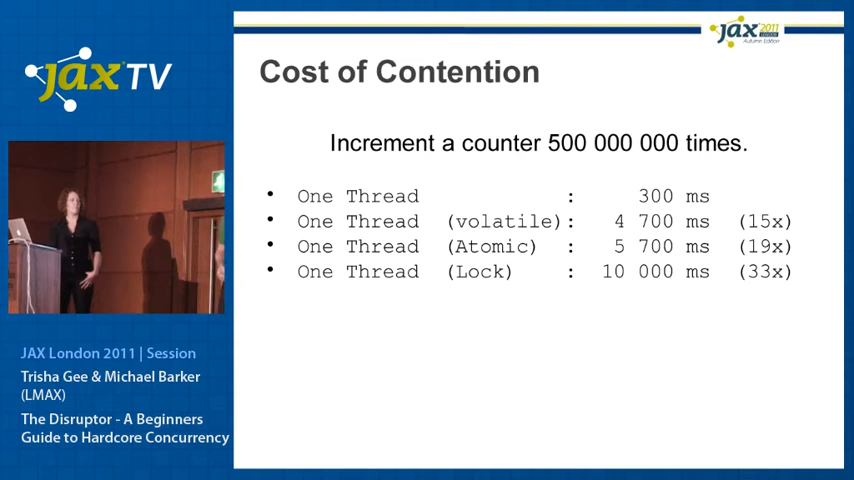 jax TV
jax 2011
LONDON
Autumn Edition
Cost of Contention
Increment a counter 500 000 000 times.
• One Thread : 300 ms
• One Thread (volatile): 4 700 ms (15x)
• One Thread (Atomic) : 5 700 ms (19x)
• One Thread (Lock) : 10 000 ms (33x)
JAX London 2011 | Session
Trisha Gee & Michael Barker
(LMAX)
The Disruptor - A Beginners
Guide to Hardcore Concurrency